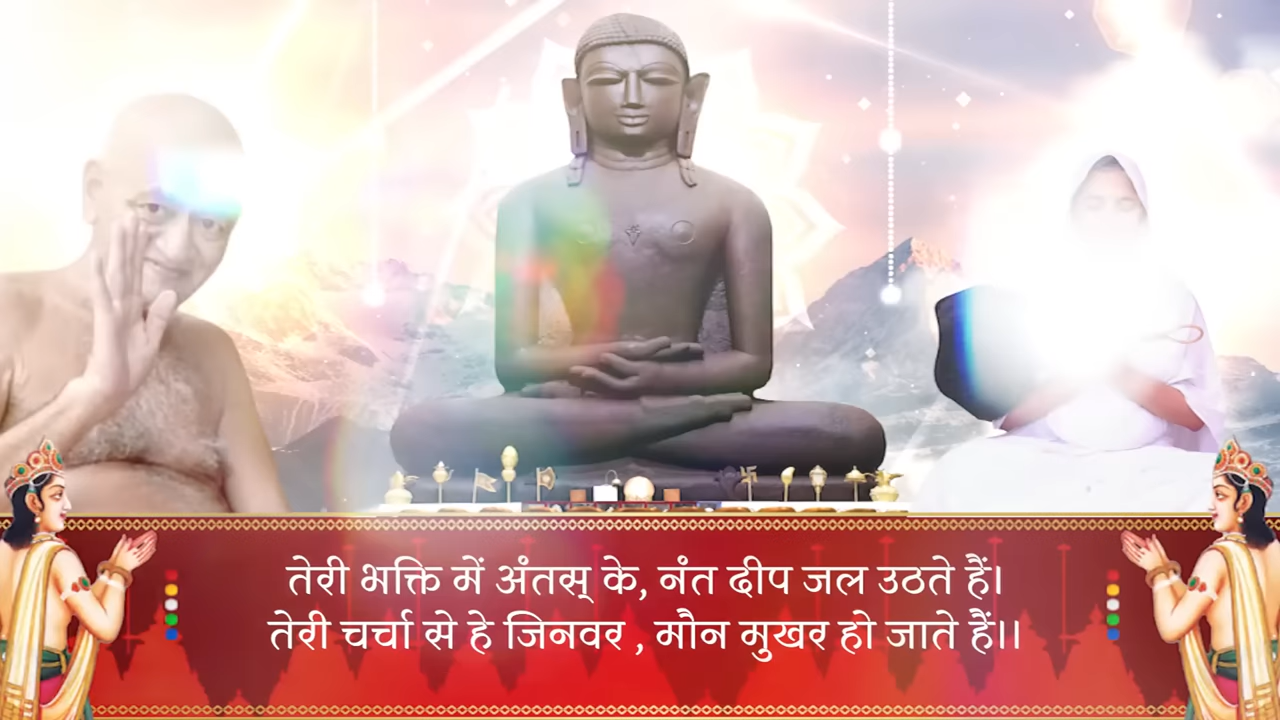 तेरी भक्ति में अंतस् के, नंत दीप जल उठते हैं।
तेरी चर्चा से हे जिनवर , मौन मुखर हो जाते हैं।।